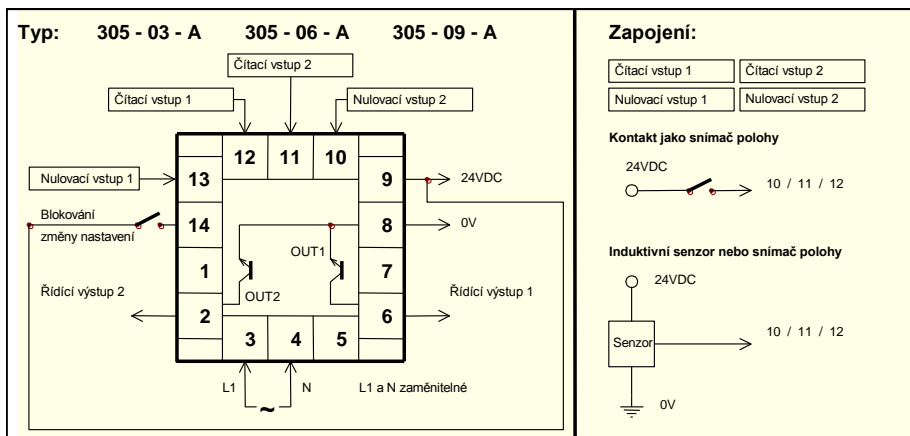 Typ: 305 - 03 - A 305 - 06 - A 305 - 09 - A
Čítací vstup 2
Čítací vstup 1
Nulovací vstup 2
Nulovací vstup 1
12 11 10
13
9
24VDC
Blokování
změny nastavení
14
8
0V
1
OUT1
7
OUT2
Řídící výstup 2
2
6
Řídící výstup 1
3 4 5
L1
~
N
L1 a N zaměnitelné
Zapojení:
Čítací vstup 1
Čítací vstup 2
Nulovací vstup 1
Nulovací vstup 2
Kontakt jako snímač polohy
24VDC
10 / 11 / 12
Induktivní senzor nebo snímač polohy
24VDC
Senzor
10 / 11 / 12
0V